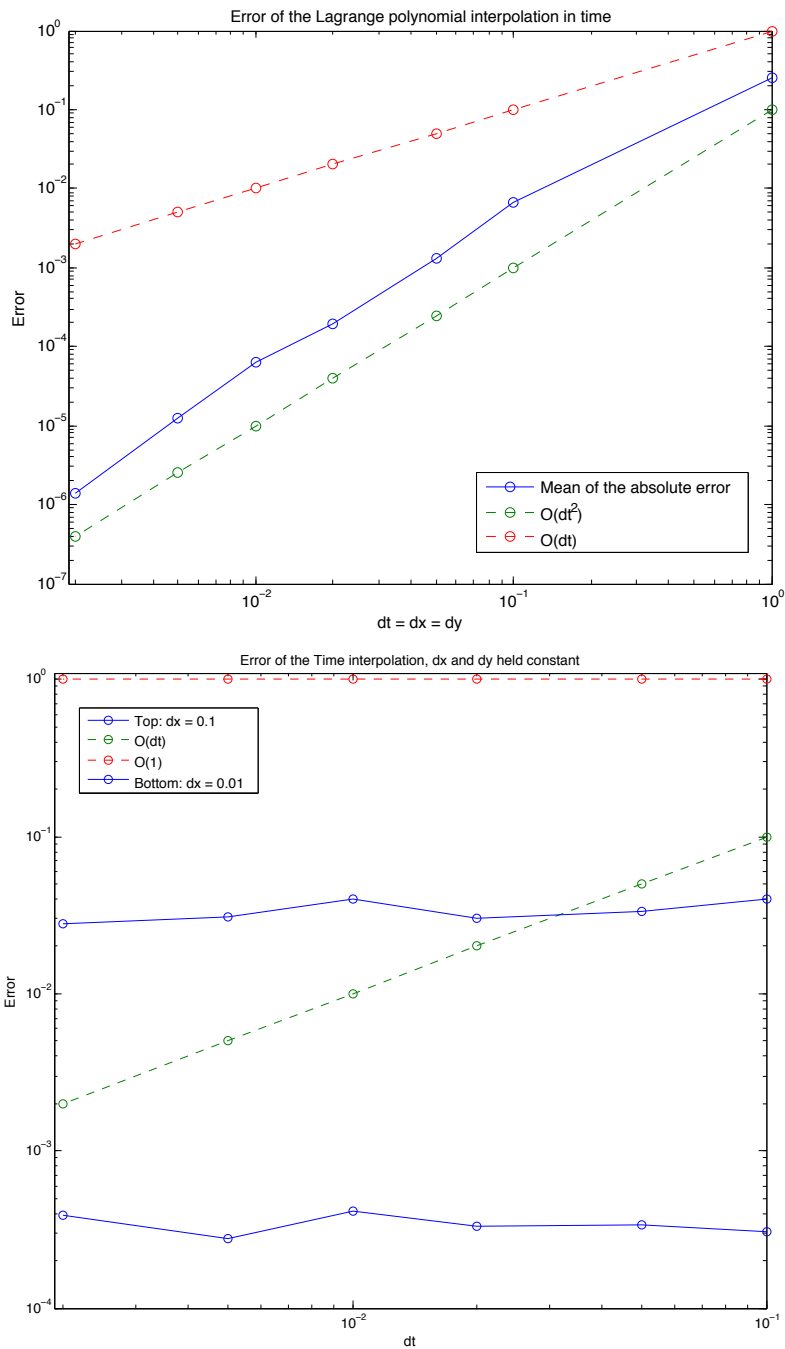 Error of the Lagrange polynomial interpolation in time
10^0
10^-1
10^-2
10^-3
10^-4
10^-5
10^-6
10^-7
Error
Mean of the absolute error
O(dt^2)
O(dt)
10^-2
10^-1
10^0
dt = dx = dy
Error of the Time interpolation, dx and dy held constant
10^0
10^-1
10^-2
10^-3
10^-4
Error
Top: dx = 0.1
O(dt)
O(1)
Bottom: dx = 0.01
10^-2
10^-1
dt